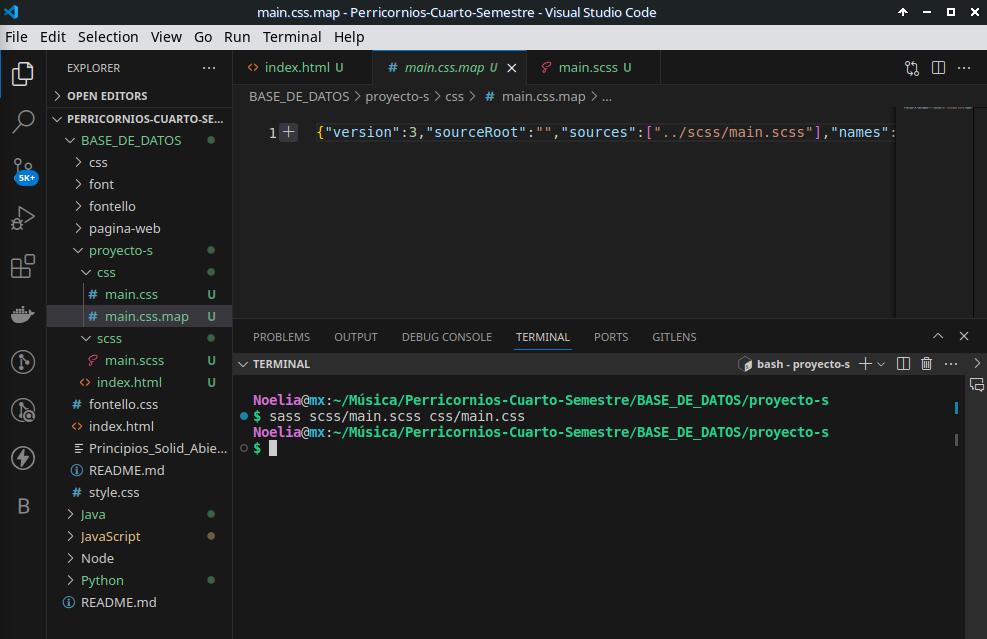 main.css.map - Perricornios-Cuarto-Semestre - Visual Studio Code
File Edit Selection View Go Run Terminal Help
EXPLORER
OPEN EDITORS
PERRICORNIOS-CUARTO-SE...
BASE_DE_DATOS
css
font
fontello
pagina-web
proyecto-s
css
main.css U
main.css.map U
scss
main.scss U
index.html U
fontello.css
index.html
Principios_Solid_Abie...
README.md
style.css
Java
JavaScript
Node
Python
README.md
5K+
B
index.html U
main.css.map U
main.scss U
BASE_DE_DATOS > proyecto-s > css > # main.css.map > ...
1 {"version":3,"sourceRoot":"","sources":["../scss/main.scss"],"names":
PROBLEMS OUTPUT DEBUG CONSOLE TERMINAL PORTS GITLENS
TERMINAL
bash - proyecto-s
Noelia@mx:~/Música/Perricornios-Cuarto-Semestre/BASE_DE_DATOS/proyecto-s
$ sass scss/main.scss css/main.css
Noelia@mx:~/Música/Perricornios-Cuarto-Semestre/BASE_DE_DATOS/proyecto-s
$